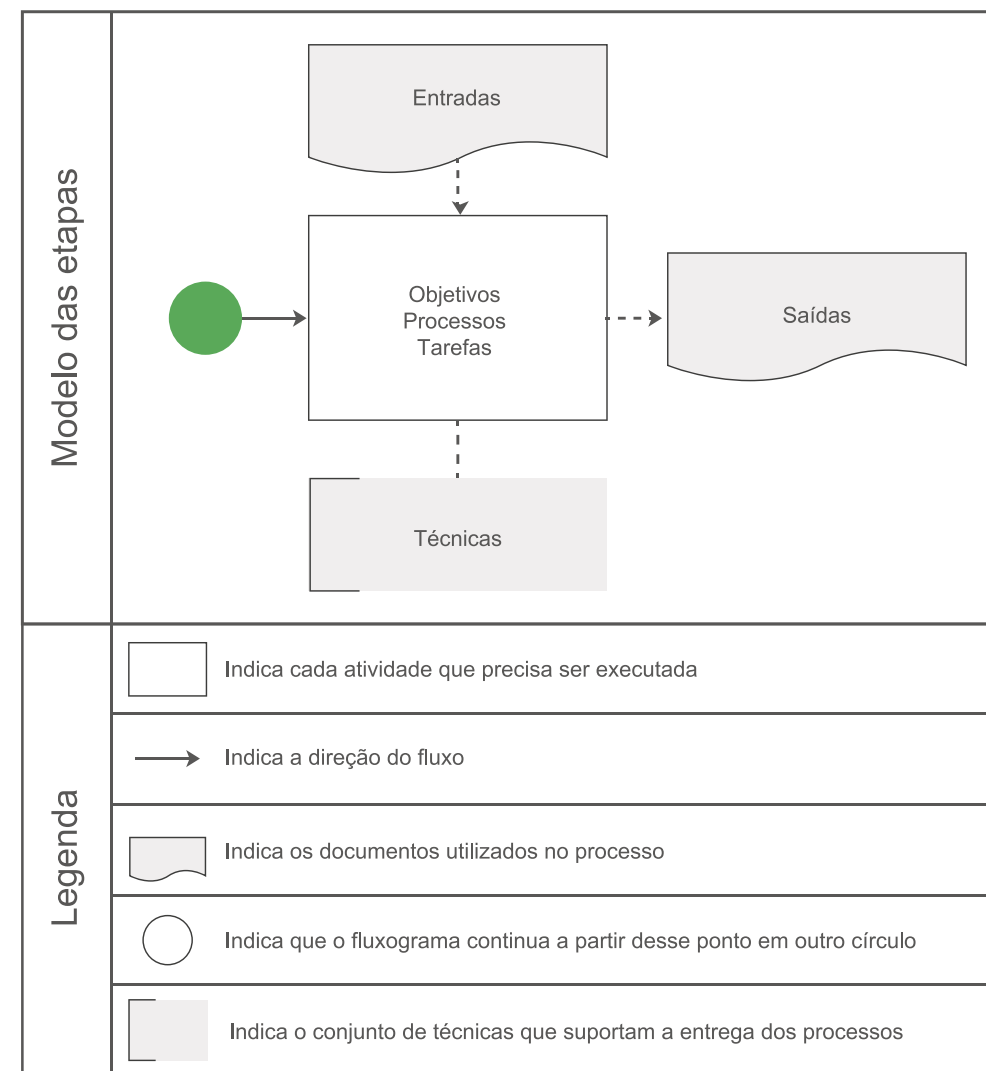 Modelo das etapas
Entradas
Objetivos
Processos
Tarefas
Saídas
Técnicas
Legenda
Indica cada atividade que precisa ser executada
Indica a direção do fluxo
Indica os documentos utilizados no processo
Indica que o fluxograma continua a partir desse ponto em outro círculo
Indica o conjunto de técnicas que suportam a entrega dos processos